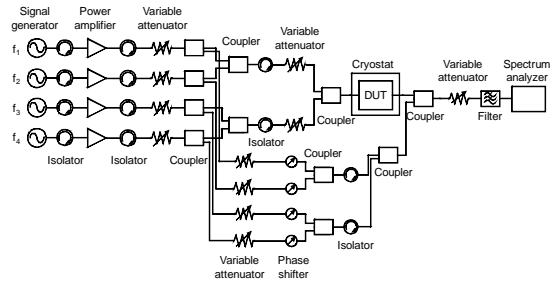 Signal
generator
Power
amplifier
Variable
attenuator
Coupler
Variable
attenuator
Cryostat
DUT
Variable
attenuator
Spectrum
analyzer
f1
f2
f3
f4
Isolator
Isolator
Coupler
Isolator
Coupler
Coupler
Filter
Coupler
Coupler
Isolator
Variable
attenuator
Phase
shifter